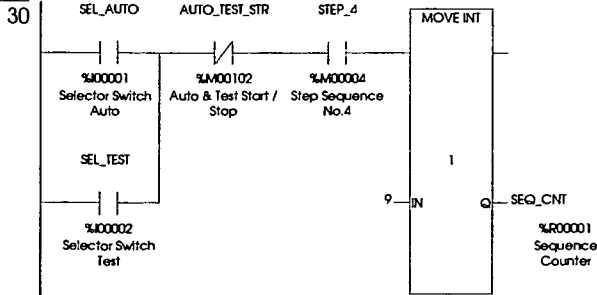 30
SEL_AUTO AUTO_TEST_STR STEP_4 MOVE INT
%I00001 %M00102 %M00004
Selector Switch Auto & Test Start / Step Sequence
Auto Stop No.4
SEL_TEST 1
9 IN Q SEQ_CNT
%I00002 %R00001
Selector Switch Sequence
Test Counter